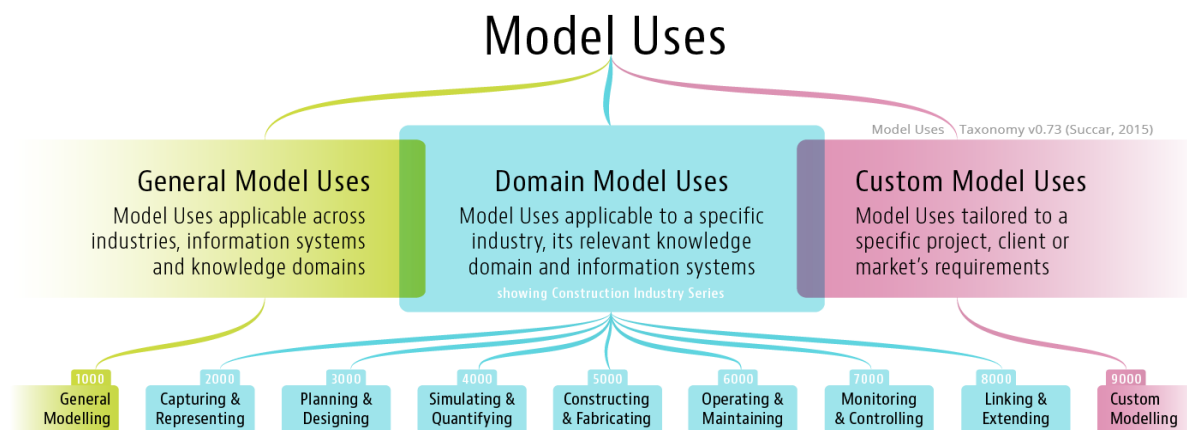 Model Uses
Model Uses Taxonomy v0.73 (Succar, 2015)
General Model Uses
Model Uses applicable across
industries, information systems
and knowledge domains
Domain Model Uses
Model Uses applicable to a specific
industry, its relevant knowledge
domain and information systems
showing Construction Industry Series
Custom Model Uses
Model Uses tailored to a
specific project, client or
market's requirements
1000
General
Modelling
2000
Capturing &
Representing
3000
Planning &
Designing
4000
Simulating &
Quantifying
5000
Constructing
& Fabricating
6000
Operating &
Maintaining
7000
Monitoring
& Controlling
8000
Linking &
Extending
9000
Custom
Modelling